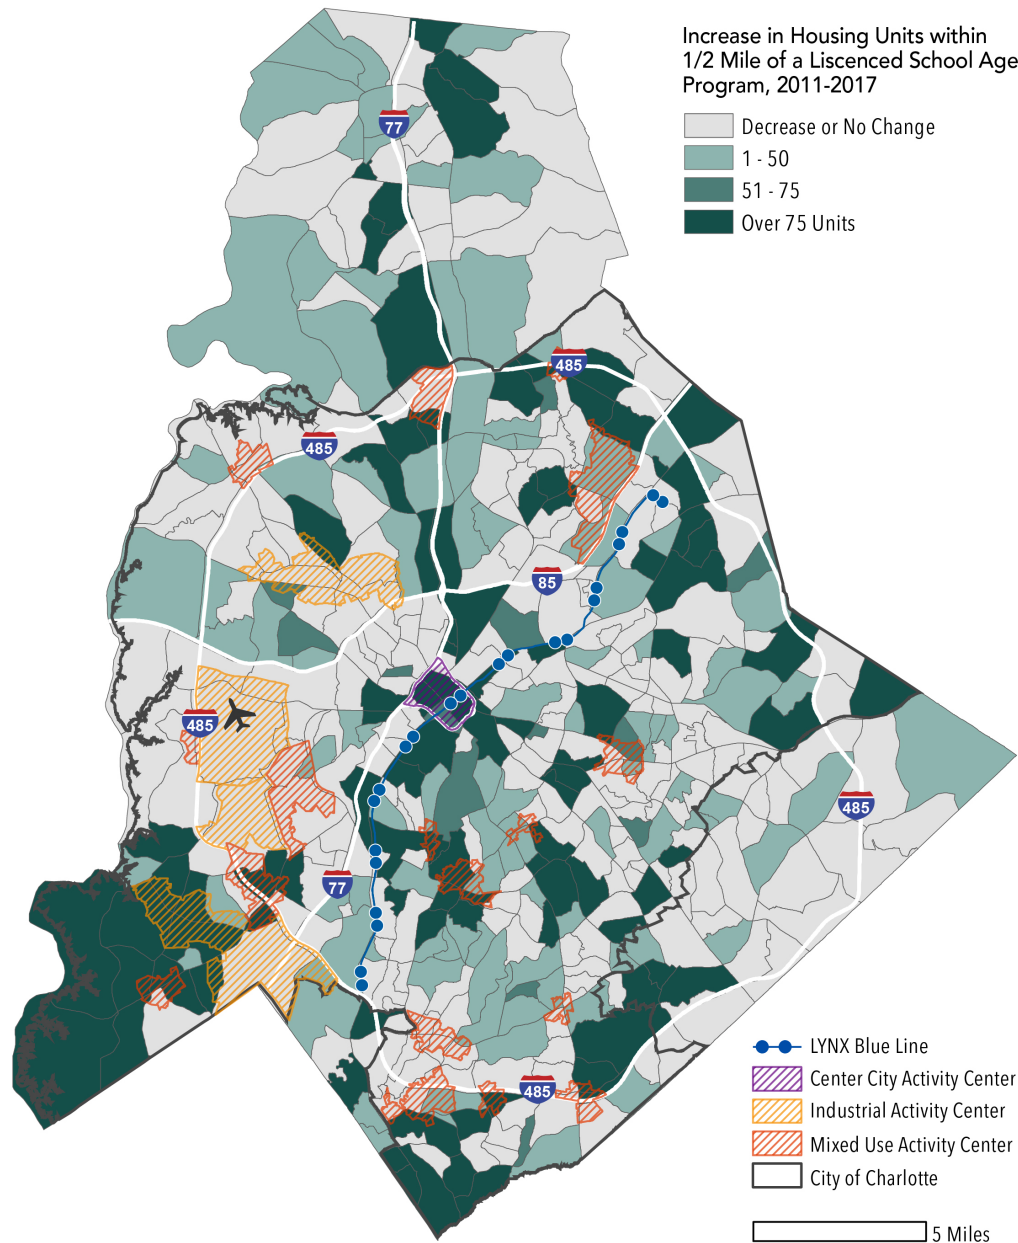 Increase in Housing Units within
1/2 Mile of a Liscenced School Age
Program, 2011-2017
Decrease or No Change
1 - 50
51 - 75
Over 75 Units
77
485
485
85
485
485
77
485
LYNX Blue Line
Center City Activity Center
Industrial Activity Center
Mixed Use Activity Center
City of Charlotte
5 Miles